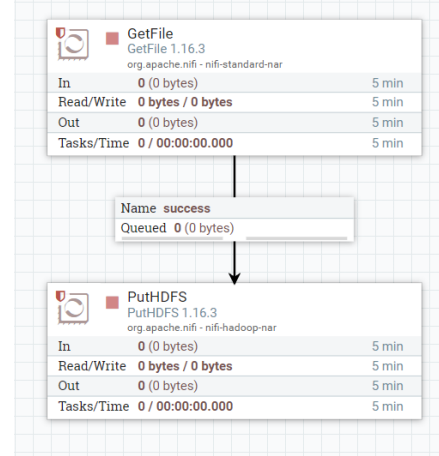 GetFile
GetFile 1.16.3
org.apache.nifi - nifi-standard-nar
In 0 (0 bytes) 5 min
Read/Write 0 bytes / 0 bytes 5 min
Out 0 (0 bytes) 5 min
Tasks/Time 0 / 00:00:00.000 5 min
Name success
Queued 0 (0 bytes)
PutHDFS
PutHDFS 1.16.3
org.apache.nifi - nifi-hadoop-nar
In 0 (0 bytes) 5 min
Read/Write 0 bytes / 0 bytes 5 min
Out 0 (0 bytes) 5 min
Tasks/Time 0 / 00:00:00.000 5 min